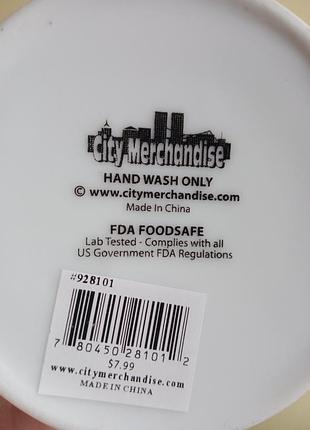 City Merchandise
HAND WASH ONLY
© www.citymerchandise.com
Made In China
FDA FOODSAFE
Lab Tested - Complies with all
US Government FDA Regulations
#928101
7 80450 28101 2
$7.99
www.citymerchandise.com
MADE IN CHINA